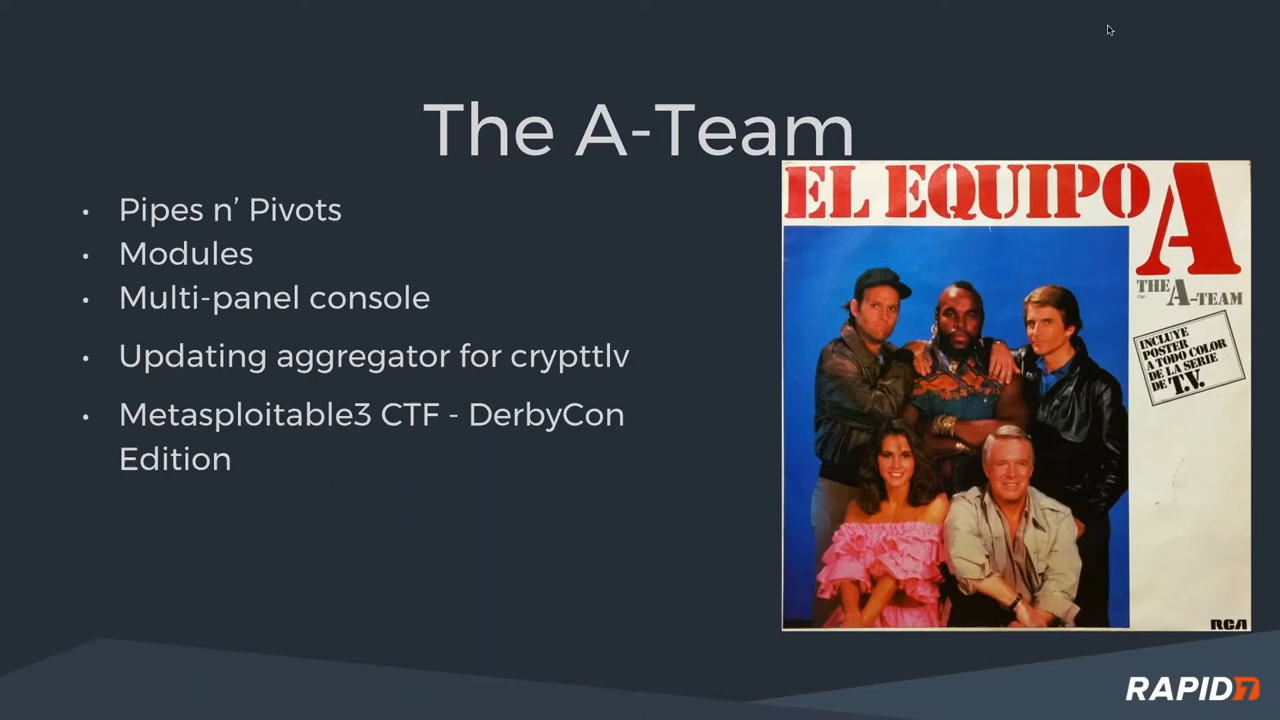 The A-Team
• Pipes n’ Pivots
• Modules
• Multi-panel console
• Updating aggregator for crypttlv
• Metasploitable3 CTF - DerbyCon
Edition
EL EQUIPO A
THE A-TEAM
INCLUYE
POSTER
A TODO COLOR
DE LA SERIE
DE T.V.
RCA
RAPID7